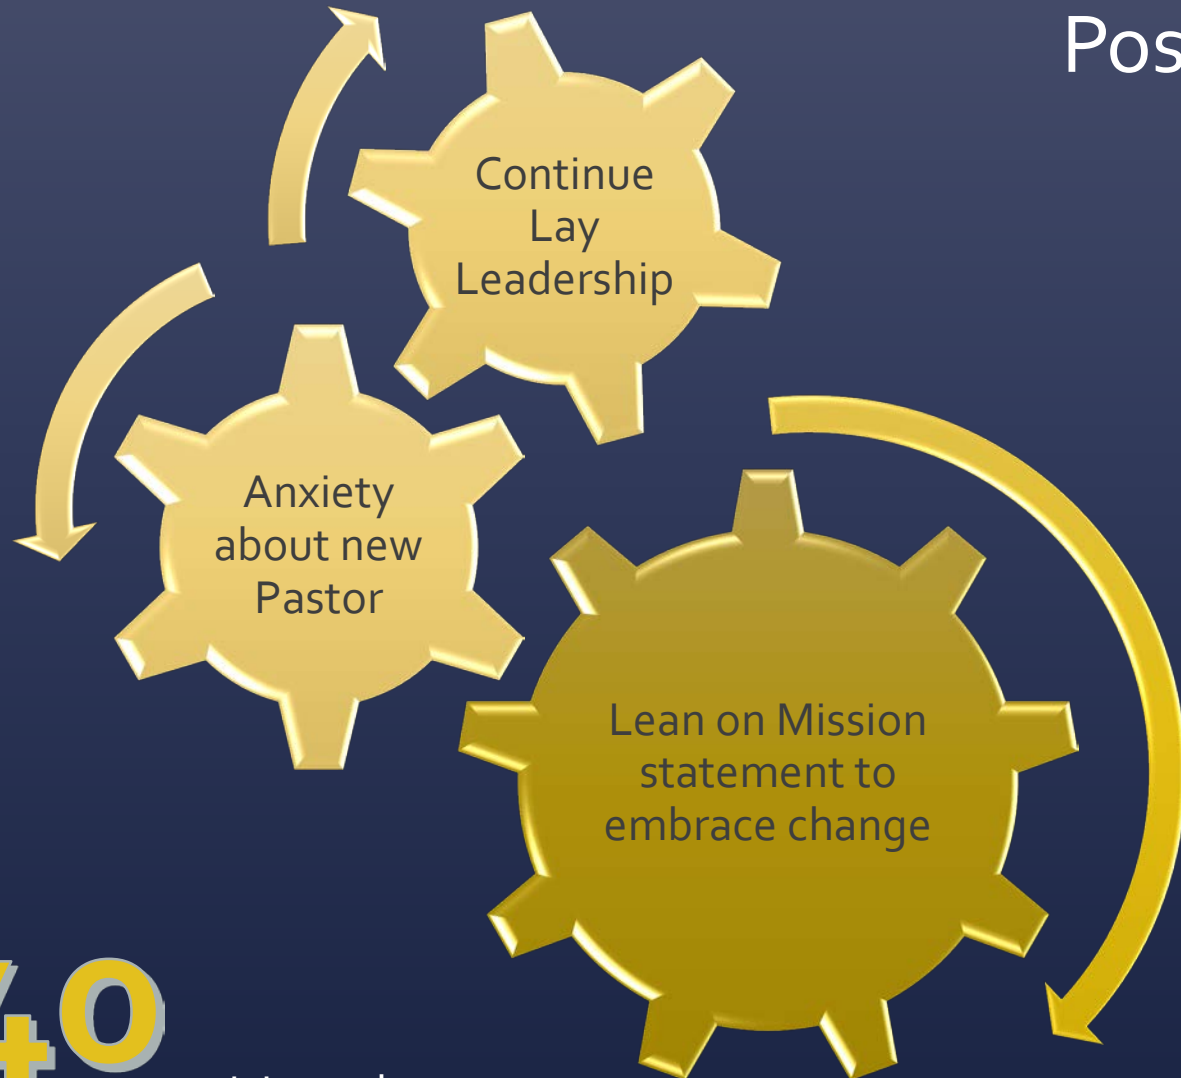 Pos
Continue
Lay
Leadership
Anxiety
about new
Pastor
Lean on Mission
statement to
embrace change
40